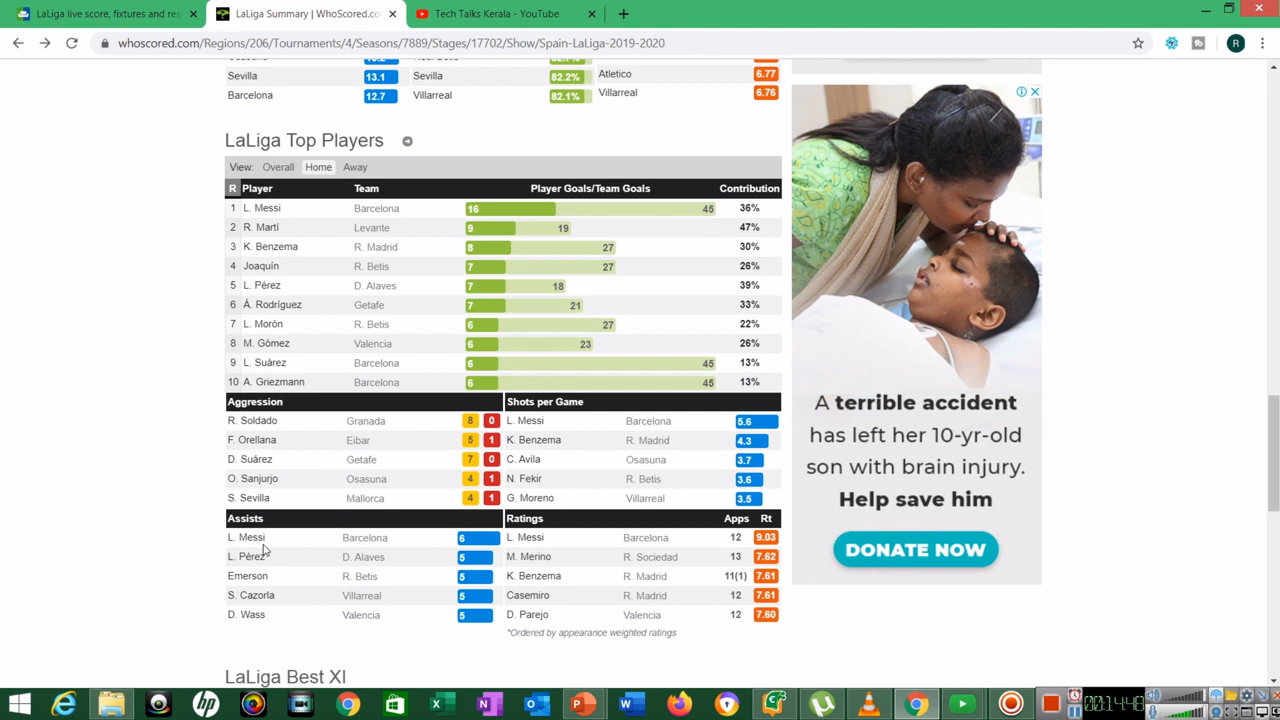 LaLiga live score, fixtures and res
LaLiga Summary | WhoScored.co
Tech Talks Kerala - YouTube
whoscored.com/Regions/206/Tournaments/4/Seasons/7889/Stages/17702/Show/Spain-LaLiga-2019-2020
R
Sevilla 13.1 Sevilla 82.2% Atletico 6.77
Barcelona 12.7 Villarreal 82.1% Villarreal 6.76
LaLiga Top Players
View: Overall Home Away
R Player Team Player Goals/Team Goals Contribution
1 L. Messi Barcelona 16 45 36%
2 R. Martí Levante 9 19 47%
3 K. Benzema R. Madrid 8 27 30%
4 Joaquín R. Betis 7 27 26%
5 L. Pérez D. Alaves 7 18 39%
6 Á. Rodríguez Getafe 7 21 33%
7 L. Morón R. Betis 6 27 22%
8 M. Gómez Valencia 6 23 26%
9 L. Suárez Barcelona 6 45 13%
10 A. Griezmann Barcelona 6 45 13%
Aggression Shots per Game
R. Soldado Granada 8 0 L. Messi Barcelona 5.6
F. Orellana Eibar 5 1 K. Benzema R. Madrid 4.3
D. Suárez Getafe 7 0 C. Avila Osasuna 3.7
O. Sanjurjo Osasuna 4 1 N. Fekir R. Betis 3.6
S. Sevilla Mallorca 4 1 G. Moreno Villarreal 3.5
Assists Ratings Apps Rt
L. Messi Barcelona 6 L. Messi Barcelona 12 9.03
L. Pérez D. Alaves 5 M. Merino R. Sociedad 13 7.62
Emerson R. Betis 5 K. Benzema R. Madrid 11(1) 7.61
S. Cazorla Villarreal 5 Casemiro R. Madrid 12 7.61
D. Wass Valencia 5 D. Parejo Valencia 12 7.60
*Ordered by appearance weighted ratings
LaLiga Best XI
A terrible accident
has left her 10-yr-old
son with brain injury.
Help save him
DONATE NOW